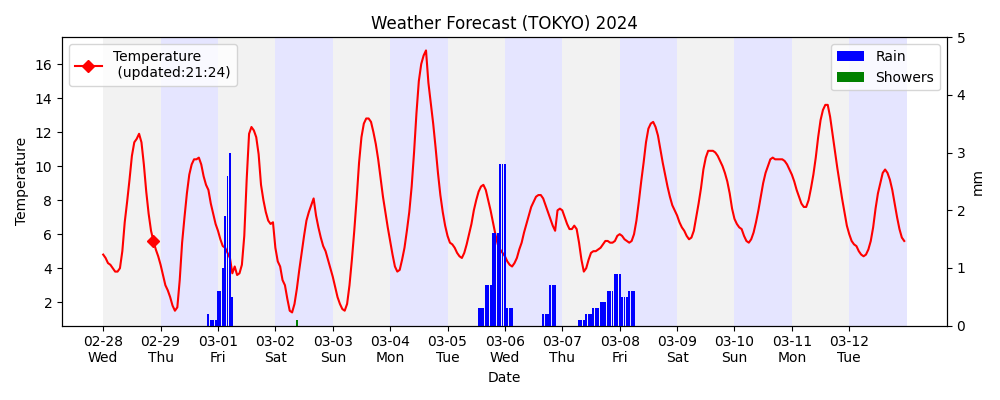 Weather Forecast (TOKYO) 2024
Temperature
(updated:21:24)
Rain
Showers
Temperature
16
14
12
10
8
6
4
2
5
4
3
2
1
0
mm
02-28 02-29 03-01 03-02 03-03 03-04 03-05 03-06 03-07 03-08 03-09 03-10 03-11 03-12
Wed Thu Fri Sat Sun Mon Tue Wed Thu Fri Sat Sun Mon Tue
Date